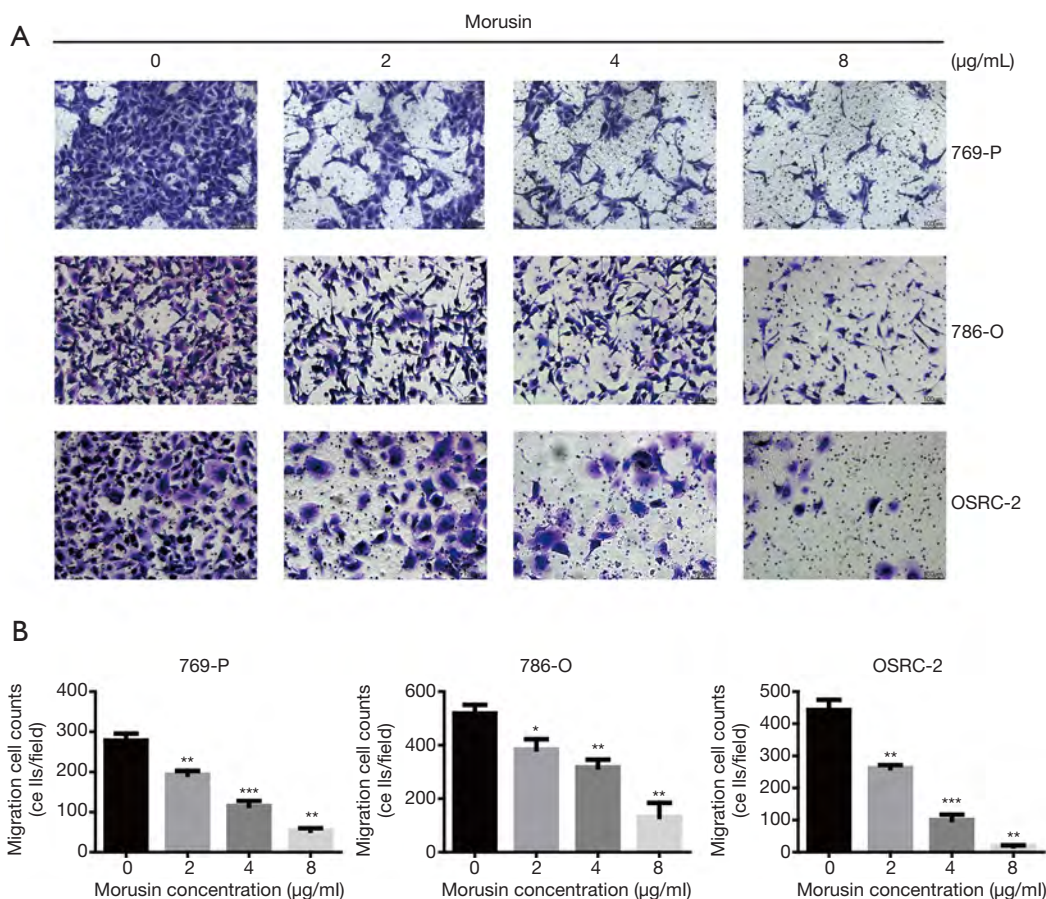 A
Morusin
0 2 4 8 (µg/mL)
769-P
786-O
OSRC-2
B
769-P
Migration cell counts
(ce lls/field)
400
300
200
100
0
** *** **
0 2 4 8
Morusin concentration (µg/ml)
786-O
Migration cell counts
(ce lls/field)
600
400
200
0
* ** **
0 2 4 8
Morusin concentration (µg/ml)
OSRC-2
Migration cell counts
(ce lls/field)
500
400
300
200
100
0
** *** **
0 2 4 8
Morusin concentration (µg/ml)